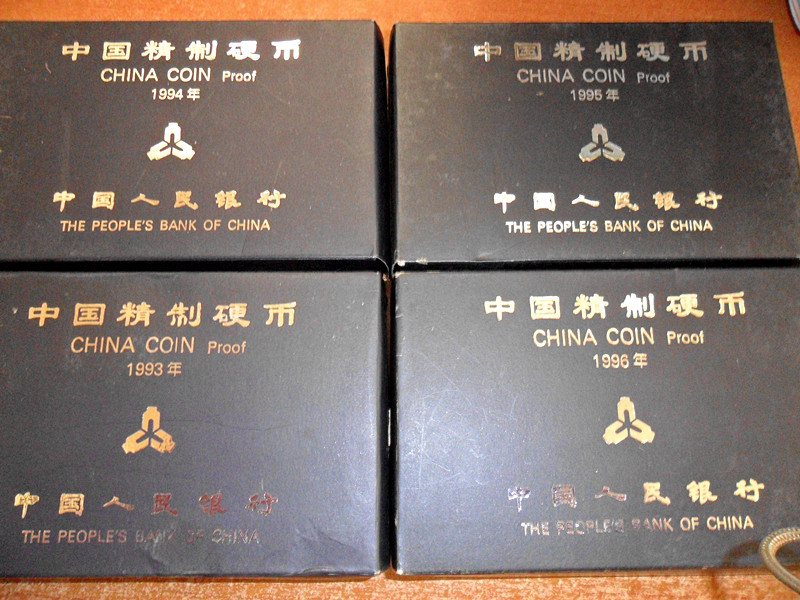 中国精制硬币
CHINA COIN Proof
1994年
中国人民银行
THE PEOPLE'S BANK OF CHINA
中国精制硬币
CHINA COIN Proof
1995年
中国人民银行
THE PEOPLE'S BANK OF CHINA
中国精制硬币
CHINA COIN Proof
1993年
中国人民银行
THE PEOPLE'S BANK OF CHINA
中国精制硬币
CHINA COIN Proof
1996年
中国人民银行
THE PEOPLE'S BANK OF CHINA